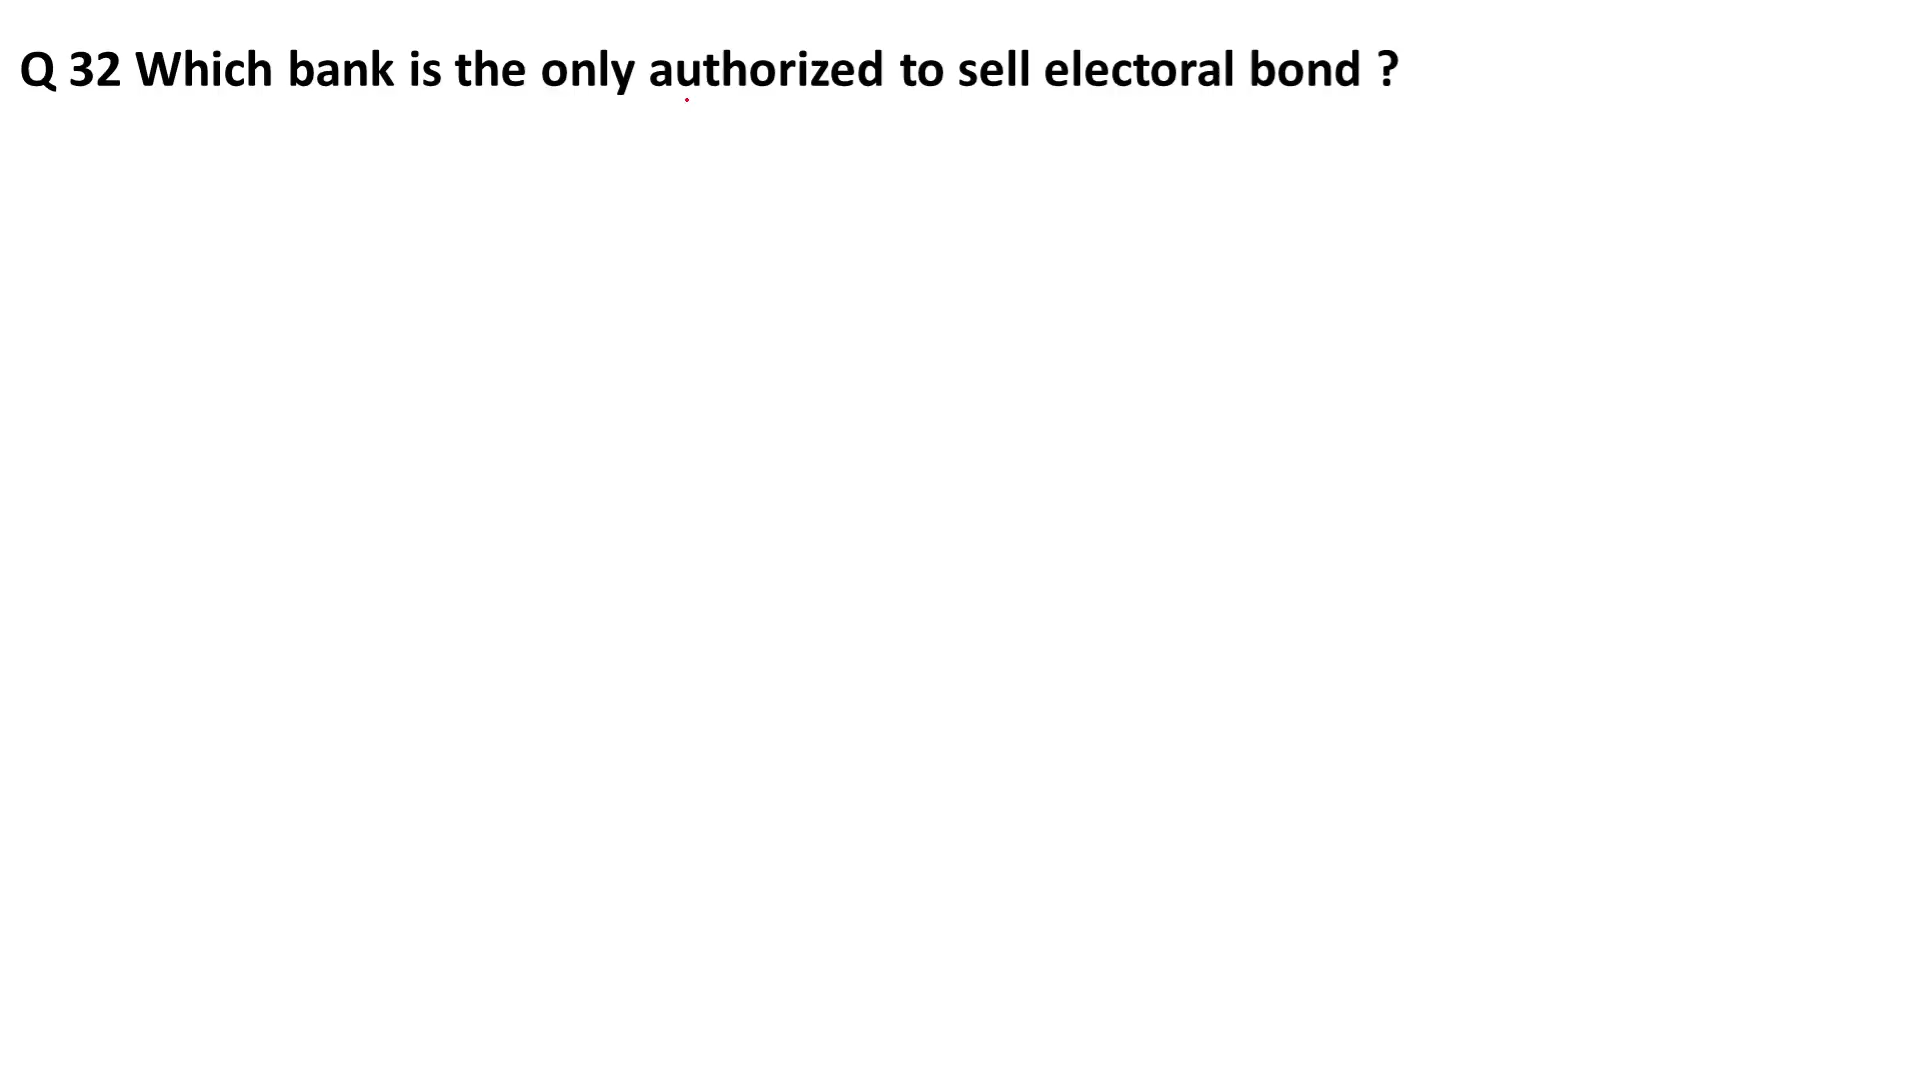 Q 32 Which bank is the only authorized to sell electoral bond ?